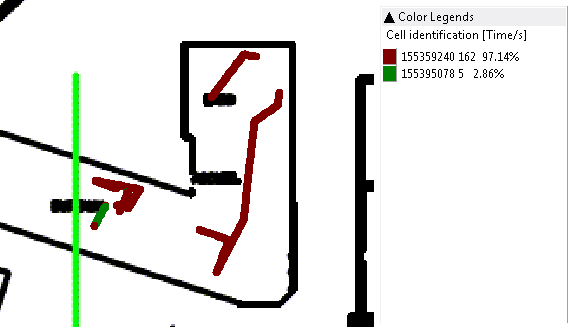 ▲ Color Legends
Cell identification [Time/s]
155359240 162 97.14%
155395078 5 2.86%